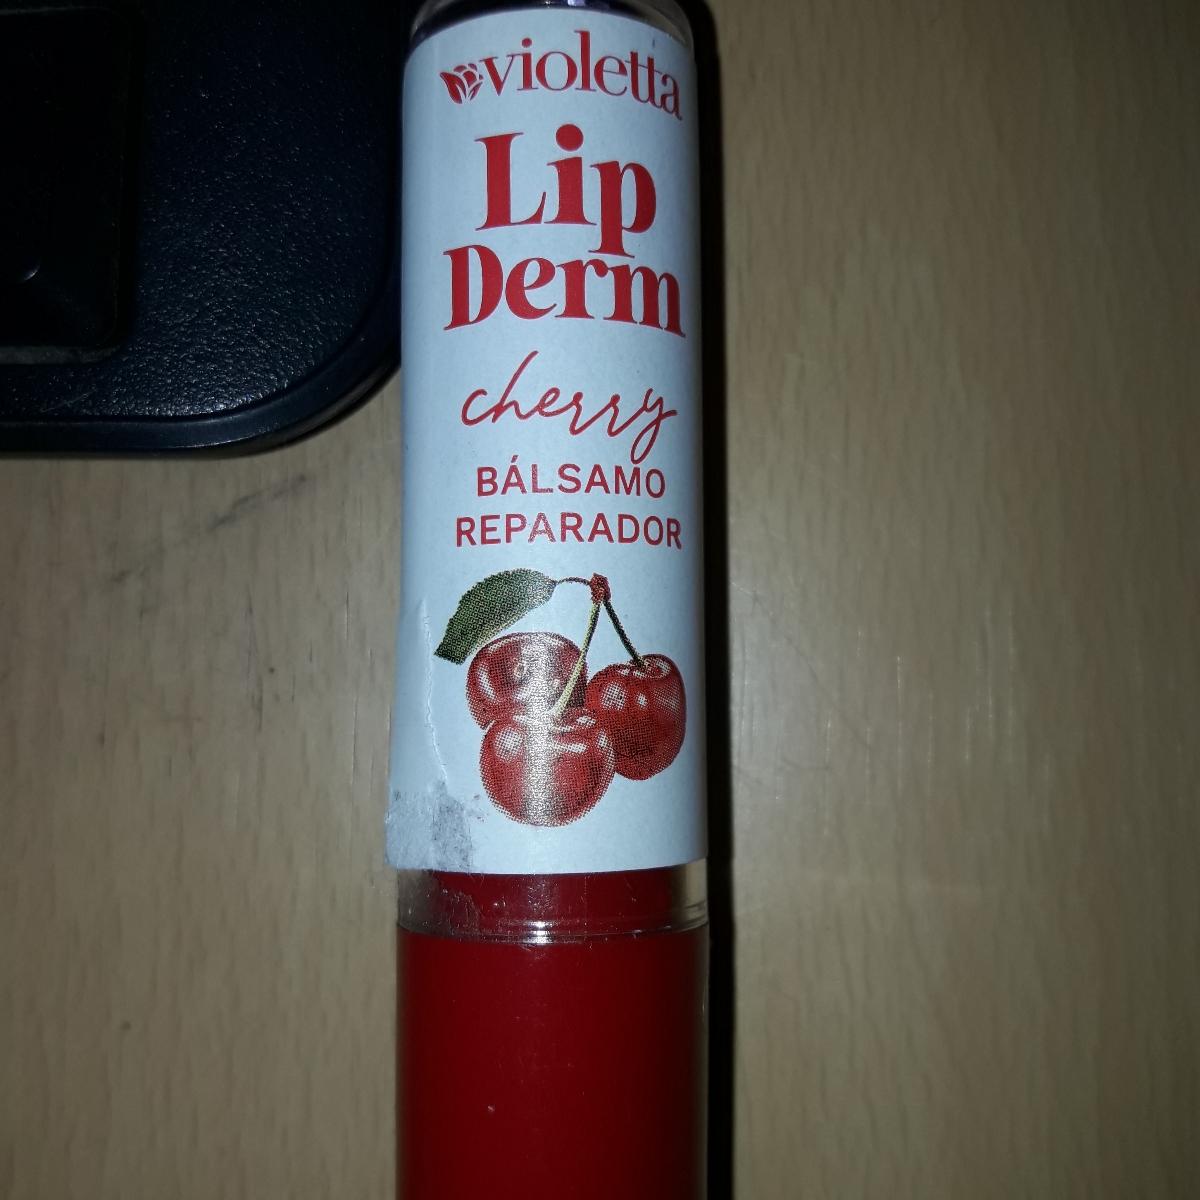 violetta
Lip
Derm
cherry
BÁLSAMO
REPARADOR